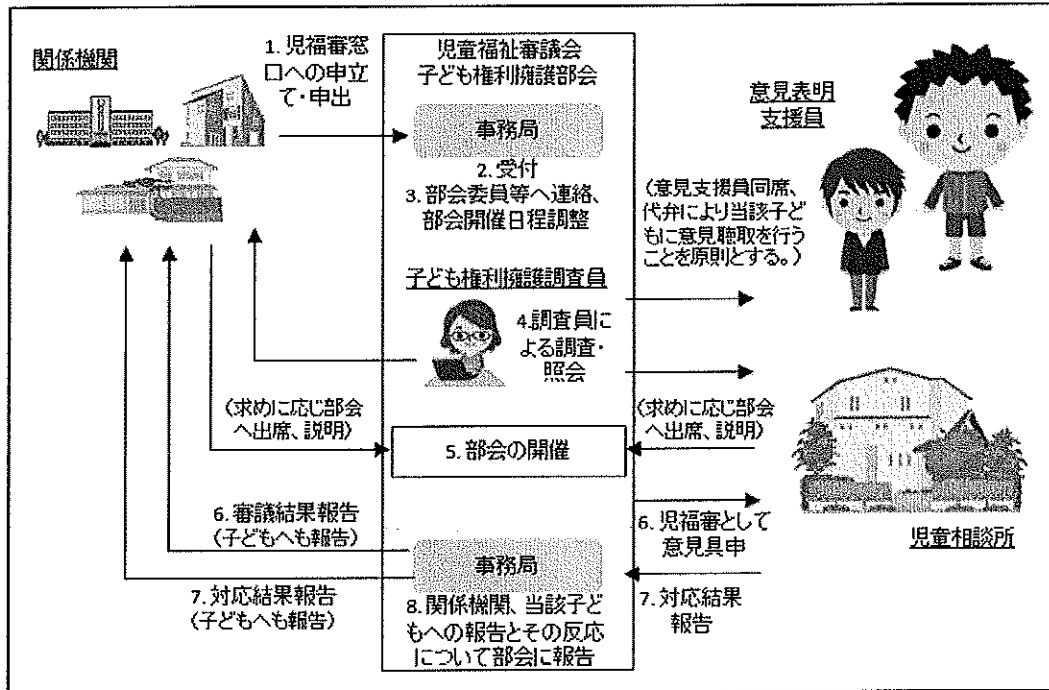 関係機関
1. 児福審窓
口への申立
て・申出
児童福祉審議会
子ども権利擁護部会
事務局
2. 受付
3. 部会委員等へ連絡、
部会開催日程調整
意見表明
支援員
(意見支援員同席、
代弁により当該子ど
もに意見聴取を行う
ことを原則とする。)
子ども権利擁護調査員
4.調査員に
よる調査・
照会
(求めに応じ部会
へ出席、説明)
5. 部会の開催
(求めに応じ部会
へ出席、説明)
児童相談所
6. 審議結果報告
(子どもへも報告)
6. 児福審として
意見具申
事務局
7. 対応結果報告
(子どもへも報告)
7. 対応結果
報告
8. 関係機関、当該子ど
もへの報告とその反応
について部会に報告